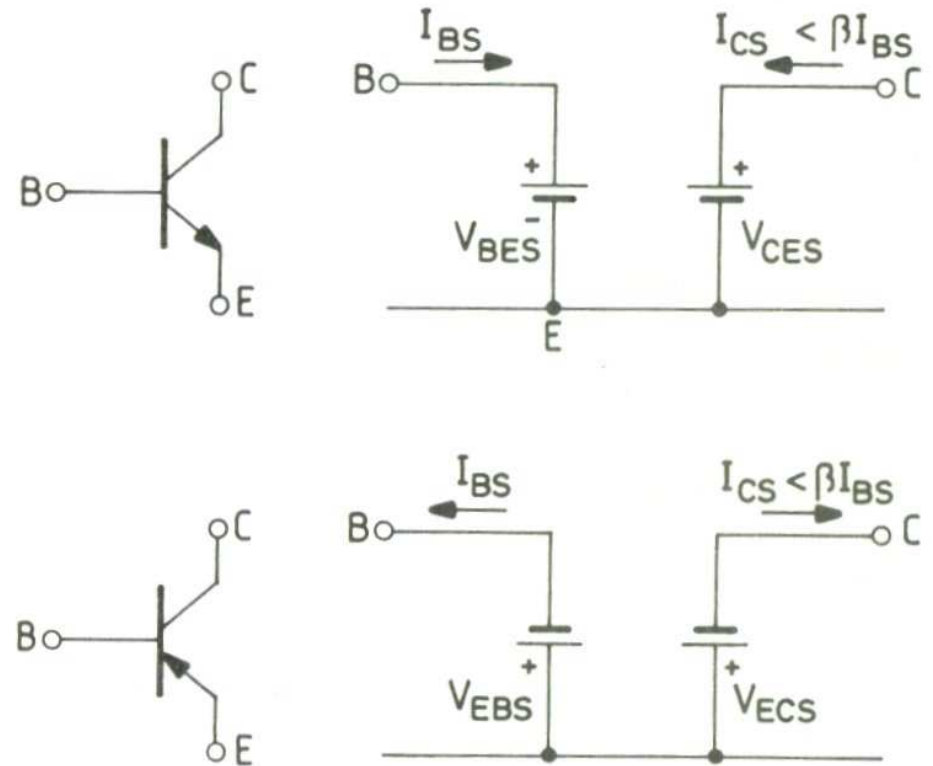 I_BS
I_CS < βI_BS
C
B
C
B
+
+
V_BES
-
V_CES
E
E
I_BS
I_CS < βI_BS
C
B
C
B
+
+
V_EBS
V_ECS
E